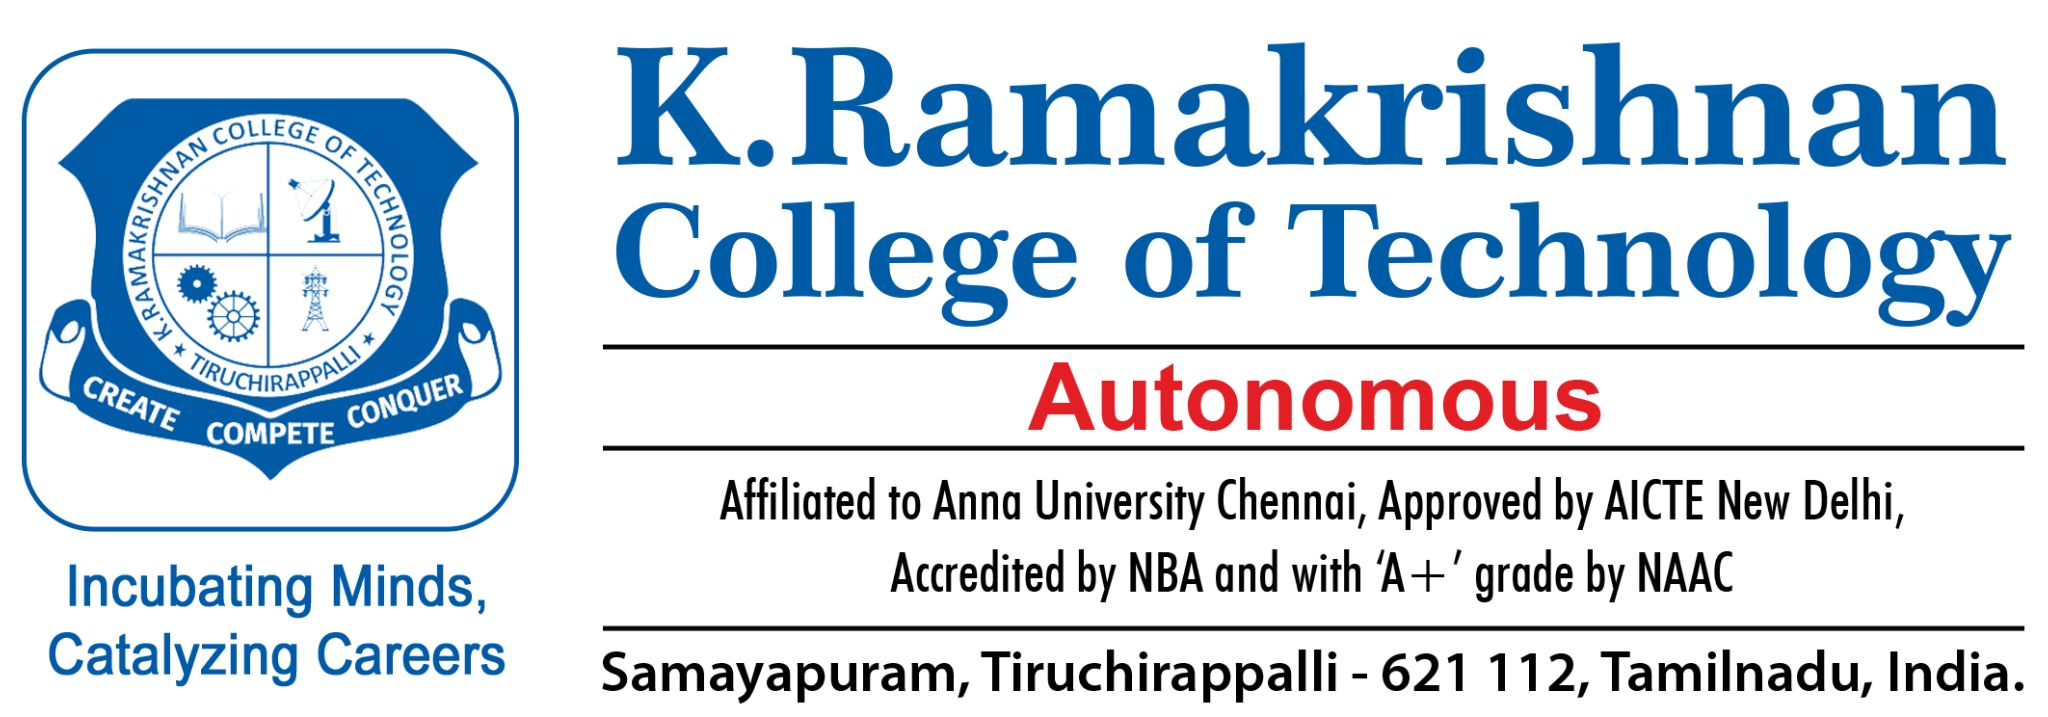 K.RAMAKRISHNAN COLLEGE OF TECHNOLOGY
★ TIRUCHIRAPPALLI ★
CREATE COMPETE CONQUER
Incubating Minds,
Catalyzing Careers
K.Ramakrishnan
College of Technology
Autonomous
Affiliated to Anna University Chennai, Approved by AICTE New Delhi,
Accredited by NBA and with ‘A+’ grade by NAAC
Samayapuram, Tiruchirappalli - 621 112, Tamilnadu, India.